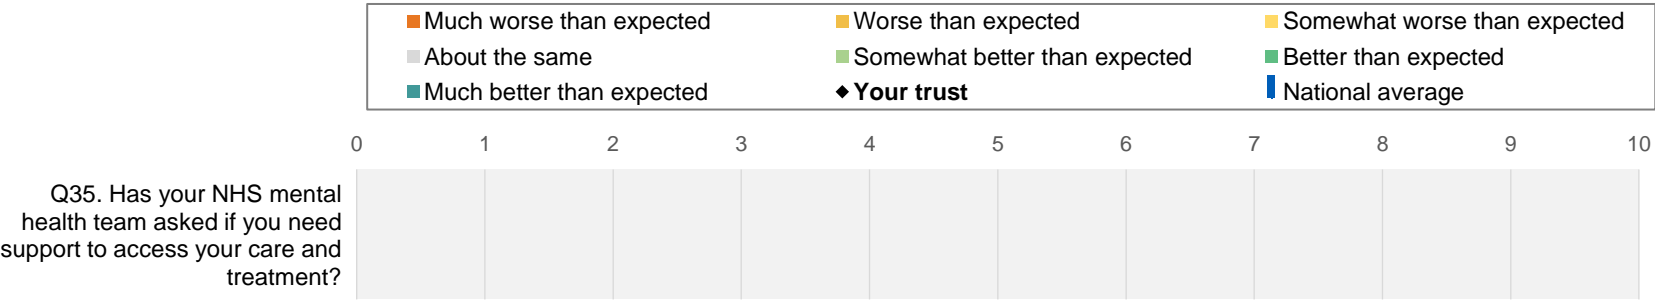 Much worse than expected Worse than expected Somewhat worse than expected
About the same Somewhat better than expected Better than expected
Much better than expected Your trust National average
0 1 2 3 4 5 6 7 8 9 10
Q35. Has your NHS mental
health team asked if you need
support to access your care and
treatment?